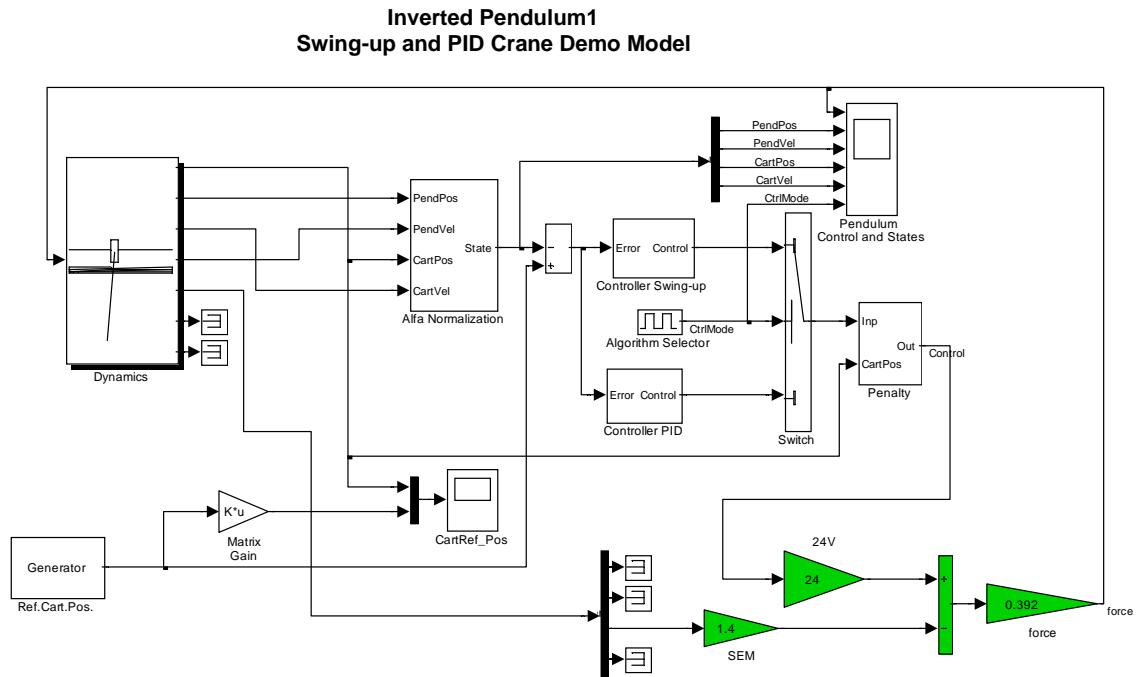 Inverted Pendulum1
Swing-up and PID Crane Demo Model
PendPos
PendVel
CartPos
CartVel
CtrlMode
Pendulum
Control and States
PendPos
PendVel
CartPos
CartVel
State
Alfa Normalization
−
+
Error Control
Controller Swing-up
CtrlMode
Algorithm Selector
Error Control
Controller PID
Switch
Inp
Out
CartPos
Control
Penalty
Dynamics
K*u
Matrix
Gain
CartRef_Pos
Generator
Ref.Cart.Pos.
24V
24
+
−
0.392
force
force
1.4
SEM